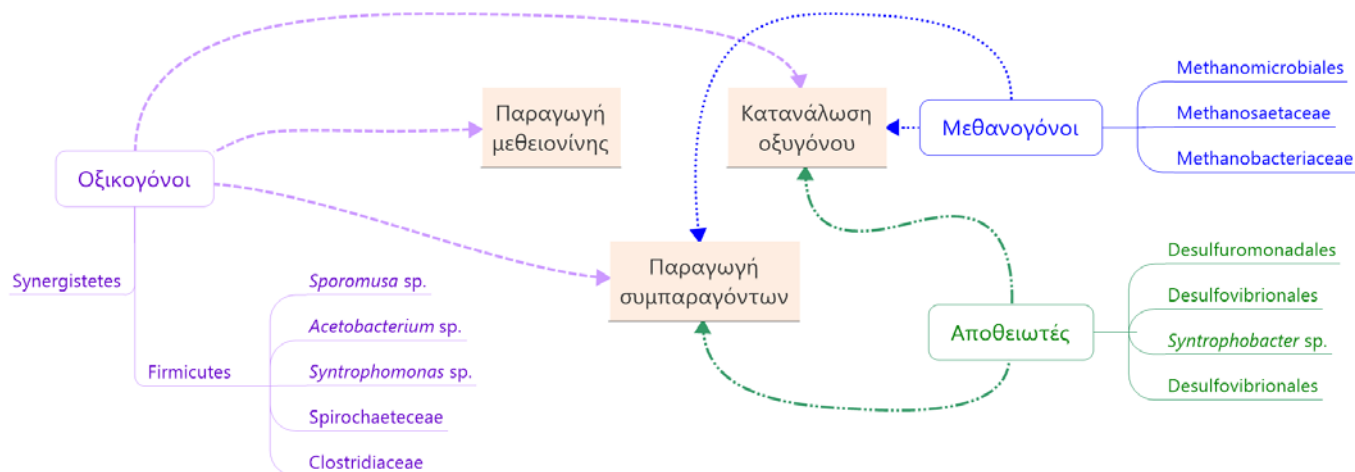 Παραγωγή
μεθειονίνης
Κατανάλωση
οξυγόνου
Μεθανογόνοι
Methanomicrobiales
Methanosaetaceae
Methanobacteriaceae
Οξικογόνοι
Παραγωγή
συμπαραγόντων
Αποθειωτές
Desulfuromonadales
Desulfovibrionales
Syntrophobacter sp.
Desulfovibrionales
Synergistetes
Firmicutes
Sporomusa sp.
Acetobacterium sp.
Syntrophomonas sp.
Spirochaeteceae
Clostridiaceae